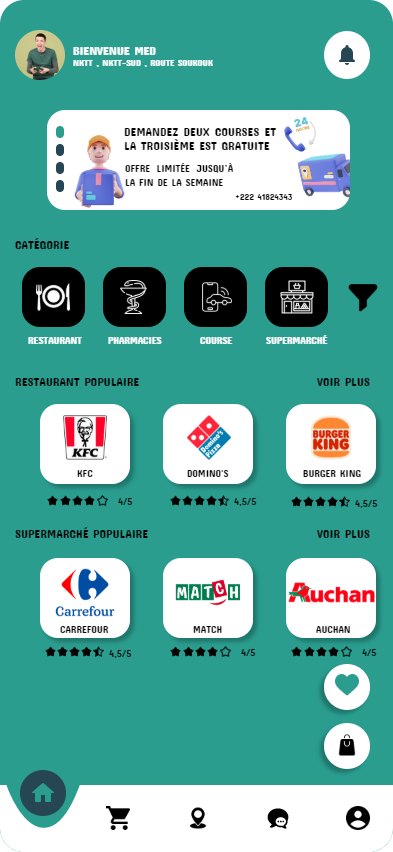 BIENVENUE MED
NKTT , NKTT-SUD , ROUTE SOUKOUK
DEMANDEZ DEUX COURSES ET
LA TROISIÈME EST GRATUITE
24
OFFRE LIMITÉE JUSQU'À
LA FIN DE LA SEMAINE
+222 41824343
CATÉGORIE
RESTAURANT PHARMACIES COURSE SUPERMARCHÉ
RESTAURANT POPULAIRE VOIR PLUS
KFC
Domino's Pizza
BURGER KING
KFC DOMINO'S BURGER KING
4/5 4,5/5 4,5/5
SUPERMARCHÉ POPULAIRE VOIR PLUS
Carrefour MATCH Auchan
CARREFOUR MATCH AUCHAN
4,5/5 4/5 4/5